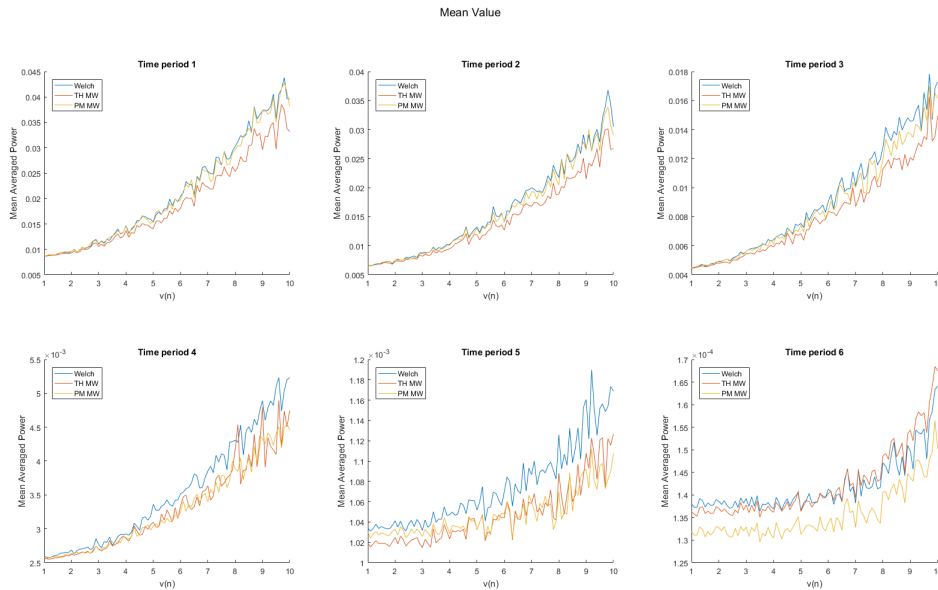 Mean Value
Time period 1
Mean Averaged Power
0.045
0.04
0.035
0.03
0.025
0.02
0.015
0.01
0.005
Welch
TH MW
PM MW
1 2 3 4 5 6 7 8 9 10
v(n)
Time period 2
Mean Averaged Power
0.04
0.035
0.03
0.025
0.02
0.015
0.01
0.005
Welch
TH MW
PM MW
1 2 3 4 5 6 7 8 9 10
v(n)
Time period 3
Mean Averaged Power
0.018
0.016
0.014
0.012
0.01
0.008
0.006
0.004
Welch
TH MW
PM MW
1 2 3 4 5 6 7 8 9 10
v(n)
Time period 4
×10⁻³
Mean Averaged Power
5.5
5
4.5
4
3.5
3
2.5
Welch
TH MW
PM MW
1 2 3 4 5 6 7 8 9 10
v(n)
Time period 5
×10⁻³
Mean Averaged Power
1.2
1.18
1.16
1.14
1.12
1.1
1.08
1.06
1.04
1.02
1
Welch
TH MW
PM MW
1 2 3 4 5 6 7 8 9 10
v(n)
Time period 6
×10⁻⁴
Mean Averaged Power
1.7
1.65
1.6
1.55
1.5
1.45
1.4
1.35
1.3
1.25
Welch
TH MW
PM MW
1 2 3 4 5 6 7 8 9 10
v(n)